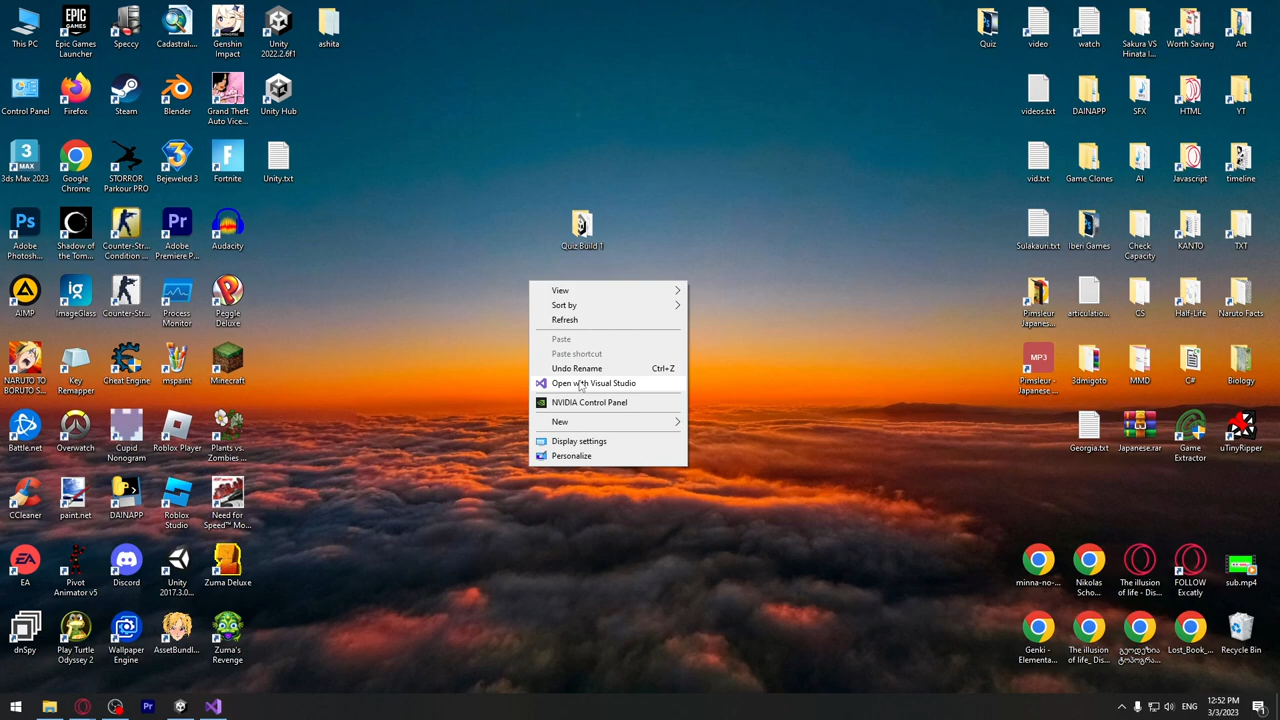 This PC
Epic Games
Launcher
Speccy
Cadastral....
Genshin
Impact
Unity
2022.2.6f1
ashita
Quiz
video
watch
Sakura VS
Hinata I...
Worth Saving
Art
Control Panel
Firefox
Steam
Blender
Grand Theft
Auto Vice...
Unity Hub
videos.txt
DAINAPP
SFX
HTML
YT
3ds Max 2023
Google
Chrome
STORROR
Parkour PRO
Bejeweled 3
Fortnite
Unity.txt
vid.txt
Game Clones
AI
Javascript
timeline
Adobe
Photosh...
Shadow of
the Tom...
Counter-Str...
Condition ...
Adobe
Premiere P...
Audacity
Quiz Build 1
Sulakauri.txt
Iberi Games
Check
Capacity
KANTO
TXT
AIMP
ImageGlass
Counter-Str...
Process
Monitor
Peggle
Deluxe
Pimsleur
Japanes...
articulatio...
CS
Half-Life
Naruto Facts
NARUTO TO
BORUTO S...
Key
Remapper
Cheat Engine
mspaint
Minecraft
MP3
Pimsleur -
Japanese ...
3dmigoto
MMD
C#
Biology
Battle.net
Overwatch
Cupid
Nonogram
Roblox Player
Plants vs.
Zombies ...
Georgia.txt
Japanese.rar
Game
Extractor
uTinyRipper
CCleaner
paint.net
DAINAPP
Roblox
Studio
Need for
Speed™ Mo...
EA
Pivot
Animator v5
Discord
Unity
2017.3.0...
Zuma Deluxe
minna-no-...
Nikolas
Scho...
The illusion
of life - Dis...
FOLLOW
Excatly
sub.mp4
dnSpy
Play Turtle
Odyssey 2
Wallpaper
Engine
AssetBundl...
Zuma's
Revenge
Genki -
Elementa...
The illusion
of life_ Dis...
გეოდეზია
ტოპოგრა...
Lost_Book_...
Recycle Bin
View
Sort by
Refresh
Paste
Paste shortcut
Undo Rename Ctrl+Z
Open with Visual Studio
NVIDIA Control Panel
New
Display settings
Personalize
ENG
12:52 PM
3/3/2023